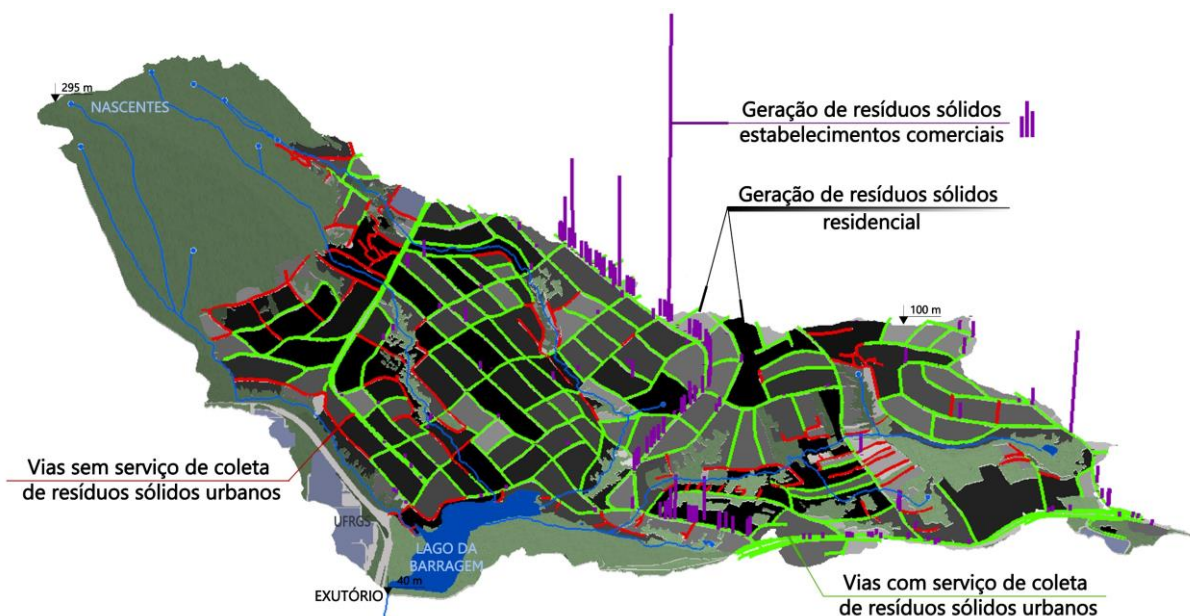 295 m
NASCENTES
Geração de resíduos sólidos
estabelecimentos comerciais
Geração de resíduos sólidos
residencial
100 m
Vias sem serviço de coleta
de resíduos sólidos urbanos
UFRGS
LAGO DA
BARRAGEM
40 m
EXUTÓRIO
Vias com serviço de coleta
de resíduos sólidos urbanos